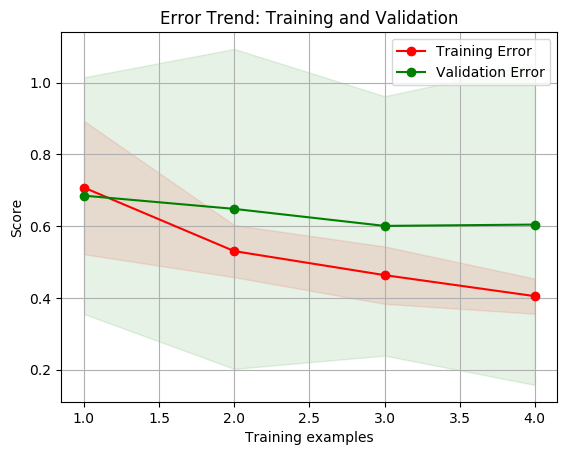 Error Trend: Training and Validation
Training Error
Validation Error
1.0
0.8
0.6
0.4
0.2
Score
1.0 1.5 2.0 2.5 3.0 3.5 4.0
Training examples